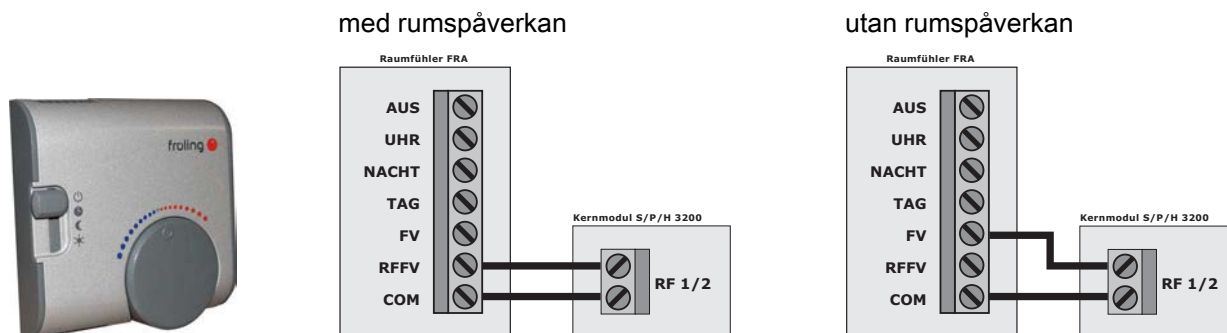 med rumspåverkan
utan rumspåverkan
froling
Raumfühler FRA
AUS
UHR
NACHT
TAG
FV
RFFV
COM
Kernmodul S/P/H 3200
RF 1/2
Raumfühler FRA
AUS
UHR
NACHT
TAG
FV
RFFV
COM
Kernmodul S/P/H 3200
RF 1/2